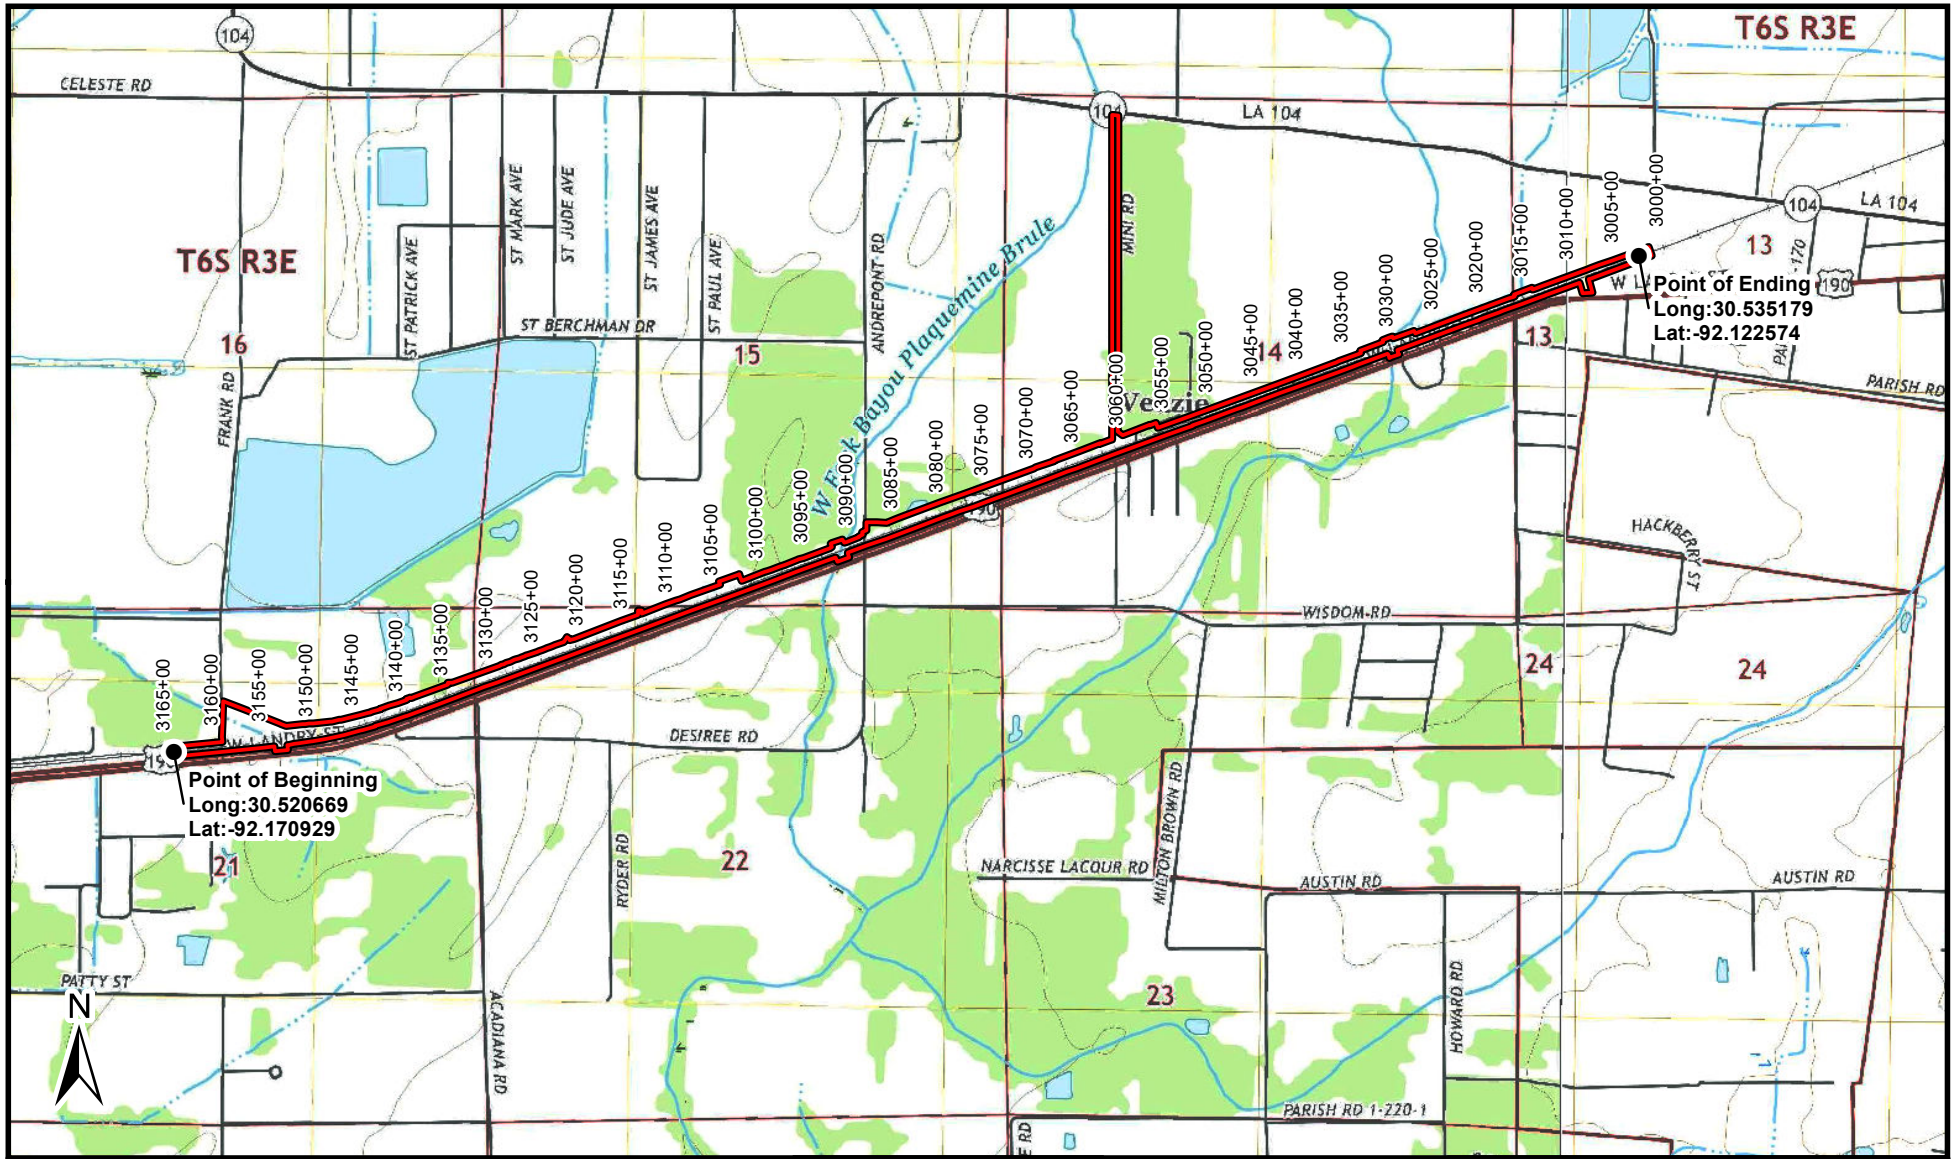 104
T6S R3E
CELESTE RD
104
LA 104
ST MARK AVE
ST JUDE AVE
ST JAMES AVE
ST PAUL AVE
ST PATRICK AVE
ANDREPONT RD
MINI RD
104
LA 104
T6S R3E
13
190
3000+00
3005+00
3010+00
3015+00
3020+00
3025+00
3030+00
3035+00
3040+00
3045+00
3050+00
3055+00
3060+00
3065+00
3070+00
3075+00
3080+00
3085+00
3090+00
3095+00
3100+00
3105+00
3110+00
3115+00
3120+00
3125+00
3130+00
3135+00
3140+00
3145+00
3150+00
3155+00
3160+00
3165+00
Point of Ending
Long:30.535179
Lat:-92.122574
ST BERCHMAN DR
16
15
14
13
FRANK RD
W Fork Bayou Plaquemine Brule
PARISH RD
190
HACKBERRY ST
WISDOM RD
24
24
W LANDRY ST
DESIREE RD
Point of Beginning
Long:30.520669
Lat:-92.170929
21
22
RYDER RD
MILTON BROWN RD
NARCISSE LACOUR RD
AUSTIN RD
AUSTIN RD
PATTY ST
N
ACADIANA RD
23
HOWARD RD
PARISH RD 1-220-1